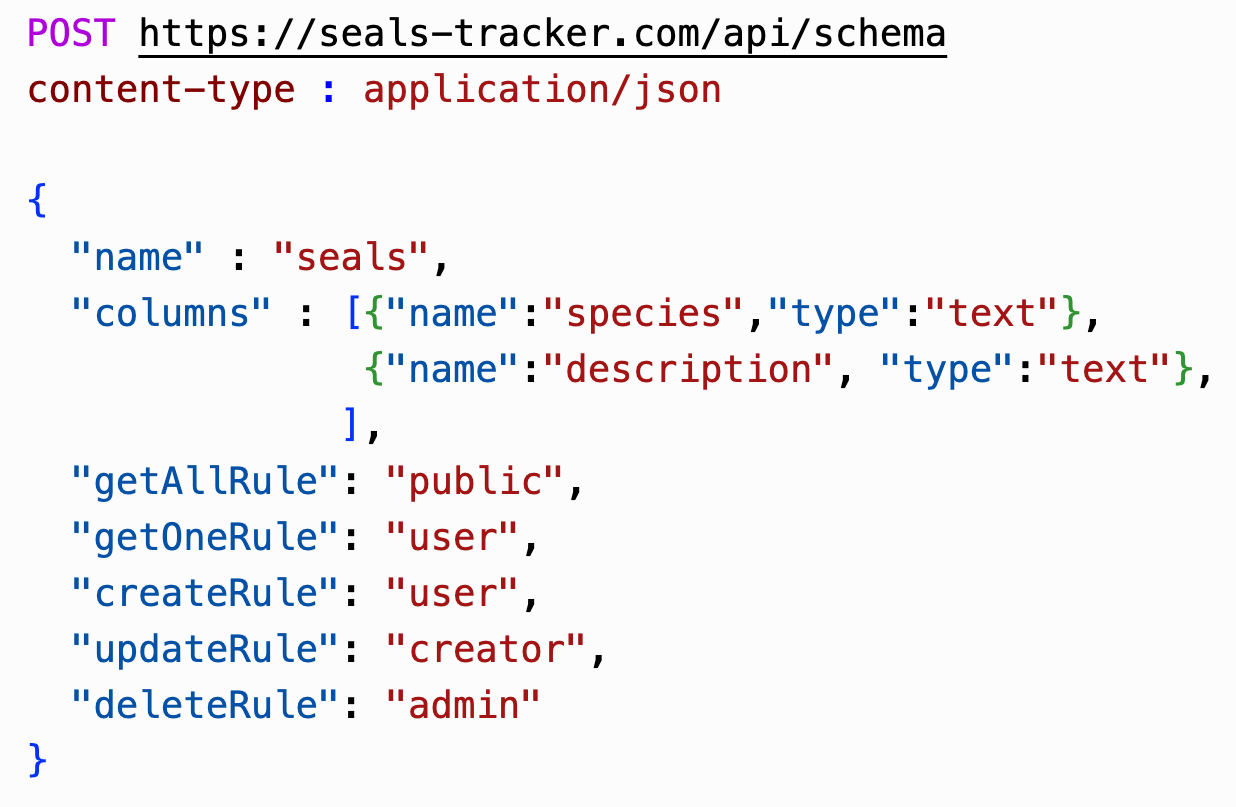 POST https://seals-tracker.com/api/schema
content-type : application/json
{
"name" : "seals",
"columns" : [{"name":"species","type":"text"},
{"name":"description", "type":"text"},
],
"getAllRule": "public",
"getOneRule": "user",
"createRule": "user",
"updateRule": "creator",
"deleteRule": "admin"
}